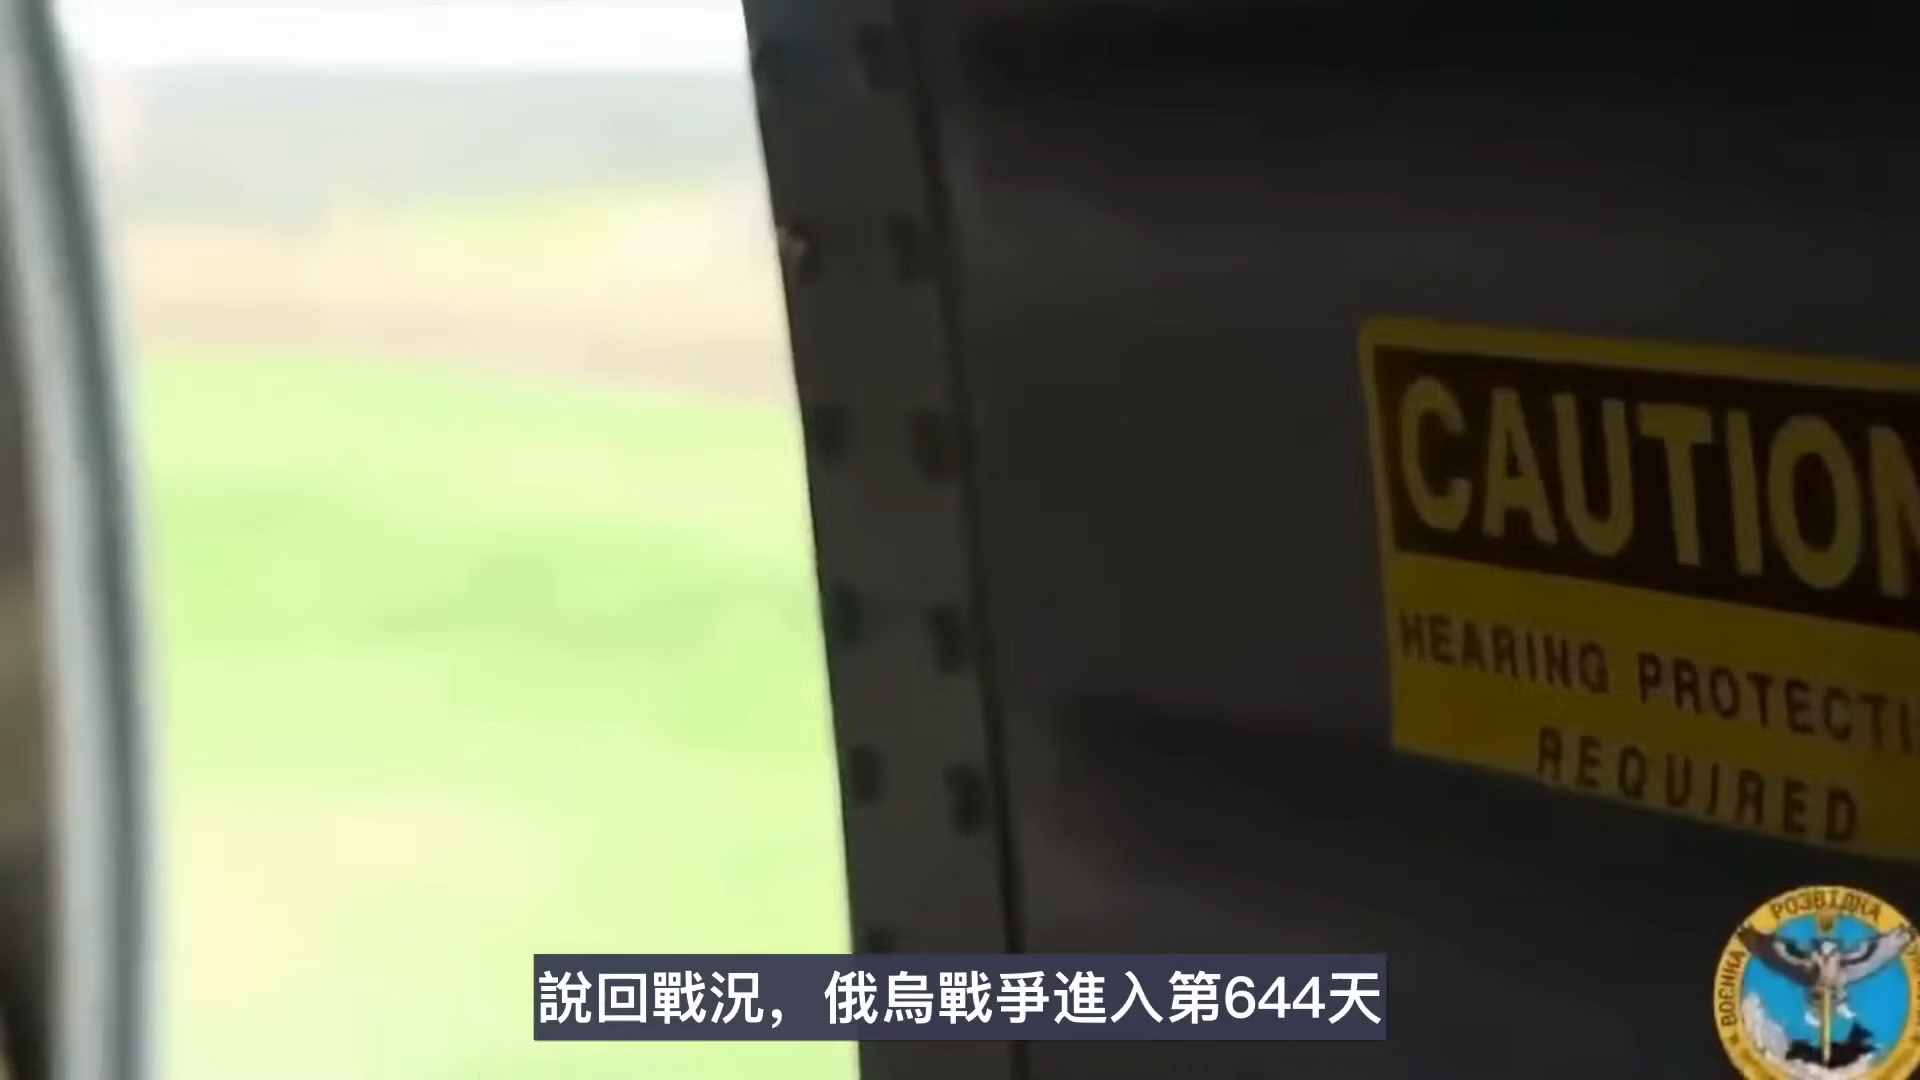 CAUTION
HEARING PROTECTI
REQUIRED
РОЗВІДКА
ВОЄННА
說回戰況，俄烏戰爭進入第644天